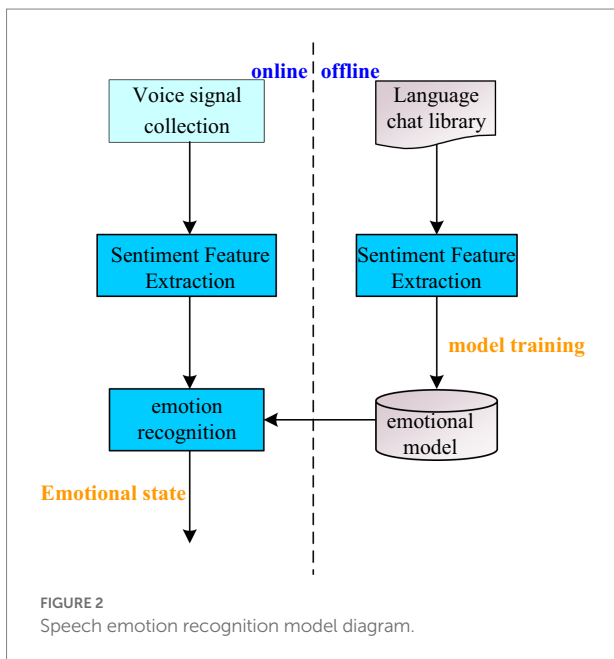 online offline
Voice signal
collection
Language
chat library
Sentiment Feature
Extraction
Sentiment Feature
Extraction
model training
emotion
recognition
emotional
model
Emotional state
FIGURE 2
Speech emotion recognition model diagram.